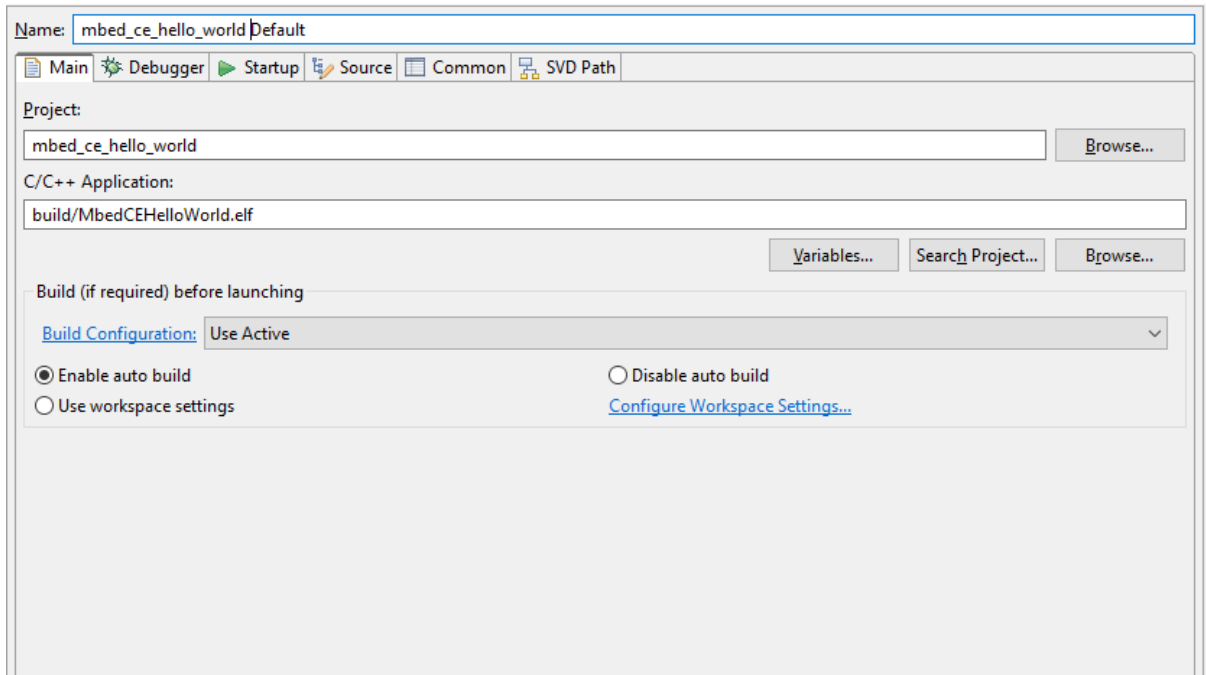 Name: mbed_ce_hello_world Default
Main Debugger Startup Source Common SVD Path
Project:
mbed_ce_hello_world Browse...
C/C++ Application:
build/MbedCEHelloWorld.elf
Variables... Search Project... Browse...
Build (if required) before launching
Build Configuration: Use Active
Enable auto build Disable auto build
Use workspace settings Configure Workspace Settings...